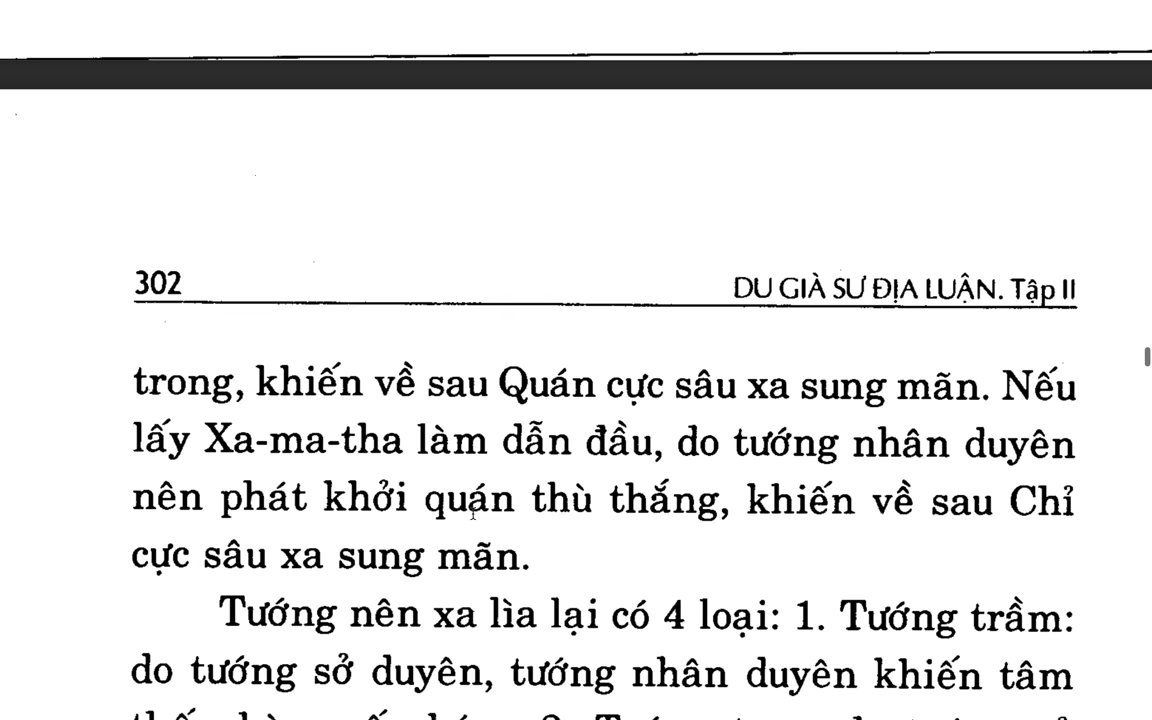 302
DU GIÀ SƯ ĐỊA LUẬN. Tập II
trong, khiến về sau Quán cực sâu xa sung mãn. Nếu
lấy Xa-ma-tha làm dẫn đầu, do tướng nhân duyên
nên phát khởi quán thù thắng, khiến về sau Chỉ
cực sâu xa sung mãn.
Tướng nên xa lìa lại có 4 loại: 1. Tướng trầm:
do tướng sở duyên, tướng nhân duyên khiến tâm